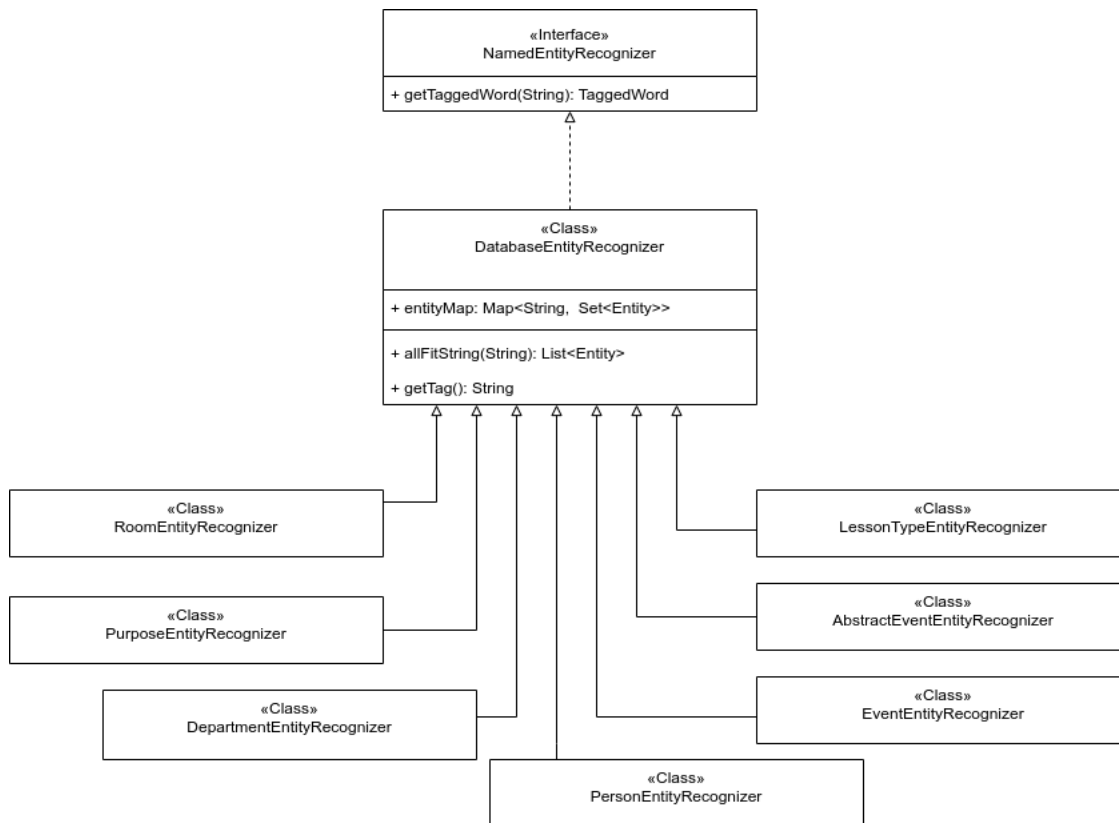 «Interface»
NamedEntityRecognizer
+ getTaggedWord(String): TaggedWord
«Class»
DatabaseEntityRecognizer
+ entityMap: Map<String, Set<Entity>>
+ allFitString(String): List<Entity>
+ getTag(): String
«Class»
RoomEntityRecognizer
«Class»
LessonTypeEntityRecognizer
«Class»
PurposeEntityRecognizer
«Class»
AbstractEventEntityRecognizer
«Class»
DepartmentEntityRecognizer
«Class»
EventEntityRecognizer
«Class»
PersonEntityRecognizer